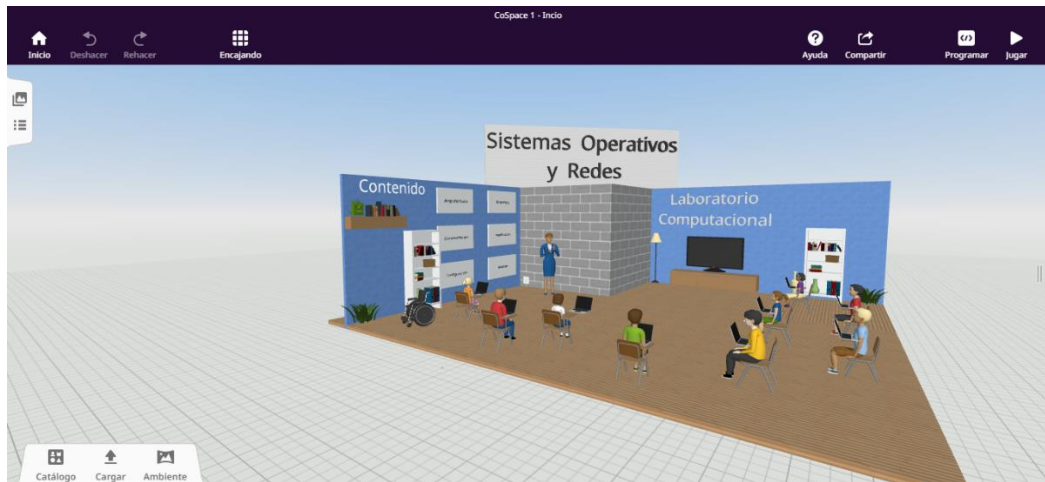 CoSpace 1 - Incio
Inicio
Deshacer
Rehacer
Encajando
Ayuda
Compartir
Programar
Jugar
Sistemas Operativos
y Redes
Contenido
Laboratorio
Computacional
Catálogo
Cargar
Ambiente